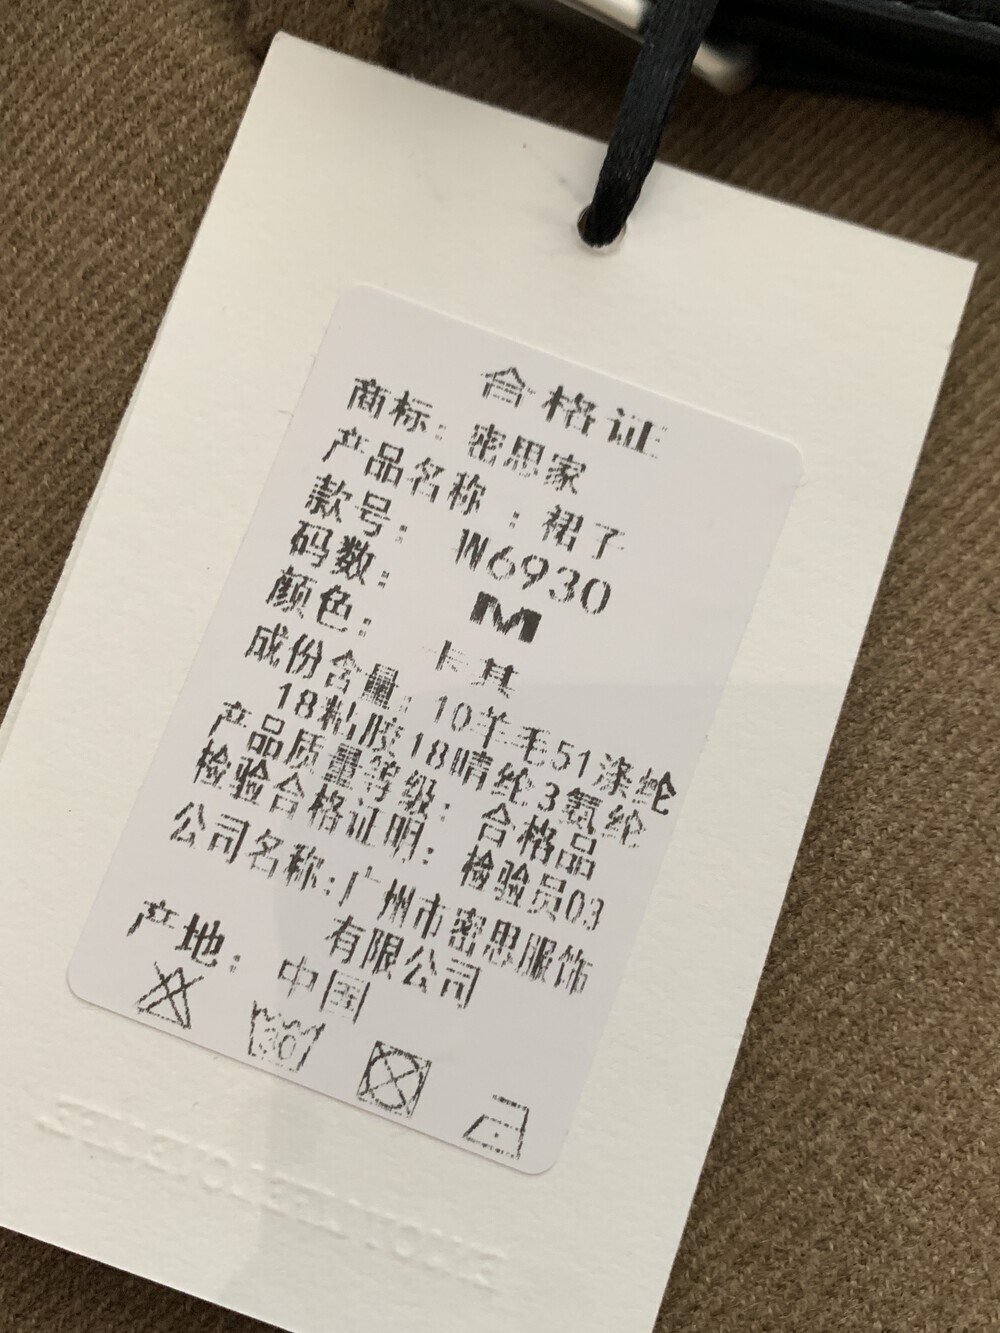 合格证
商标：密思家
产品名称：裙子
款号：W6930
码数：M
颜色：卡其
成份含量：10羊毛51涤纶
18粘胶18晴纶3氨纶
产品质量等级：合格品
检验合格证明：检验员03
公司名称：广州市密思服饰
有限公司
产地：中国
30